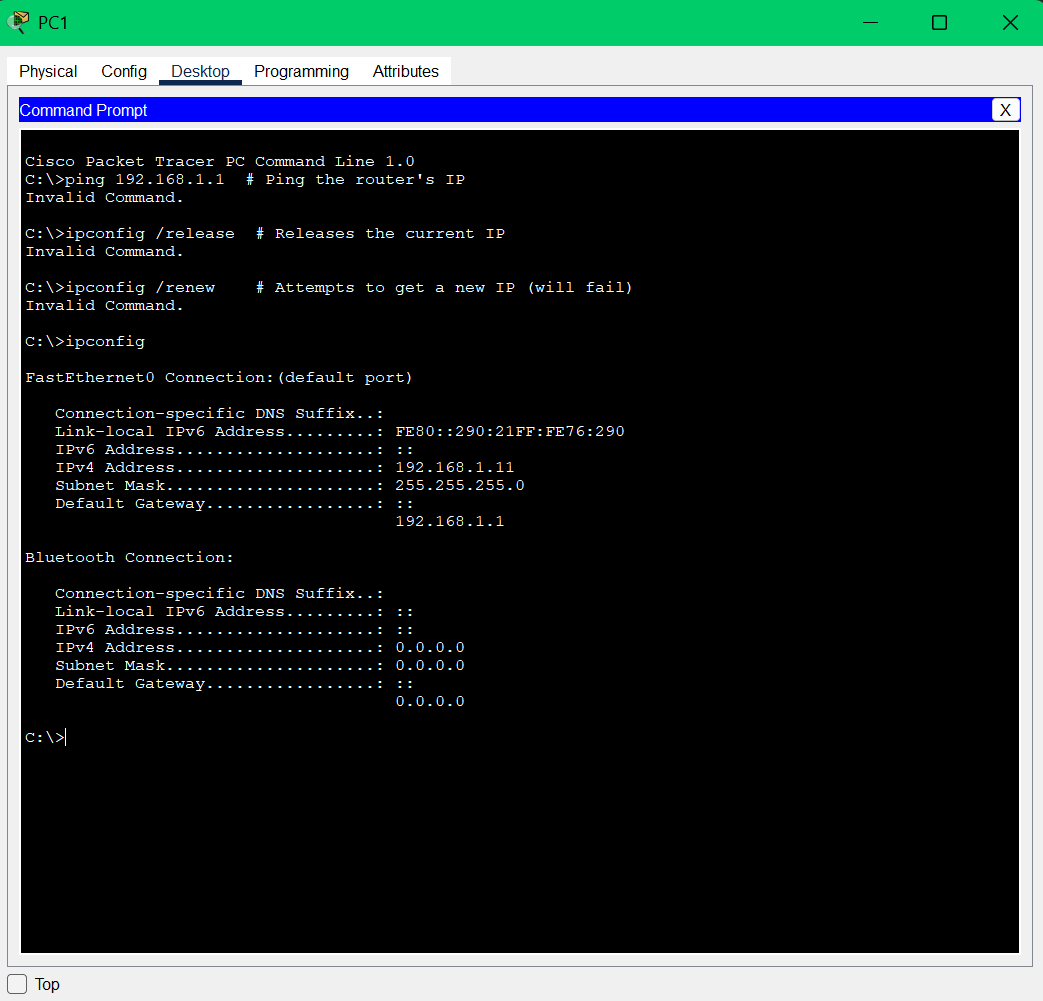 PC1
Physical Config Desktop Programming Attributes
Command Prompt
X
Cisco Packet Tracer PC Command Line 1.0
C:\>ping 192.168.1.1  # Ping the router's IP
Invalid Command.
C:\>ipconfig /release  # Releases the current IP
Invalid Command.
C:\>ipconfig /renew    # Attempts to get a new IP (will fail)
Invalid Command.
C:\>ipconfig
FastEthernet0 Connection:(default port)
Connection-specific DNS Suffix..:
Link-local IPv6 Address.........: FE80::290:21FF:FE76:290
IPv6 Address....................: ::
IPv4 Address....................: 192.168.1.11
Subnet Mask.....................: 255.255.255.0
Default Gateway.................: ::
192.168.1.1
Bluetooth Connection:
Connection-specific DNS Suffix..:
Link-local IPv6 Address.........: ::
IPv6 Address....................: ::
IPv4 Address....................: 0.0.0.0
Subnet Mask.....................: 0.0.0.0
Default Gateway.................: ::
0.0.0.0
C:\>
Top